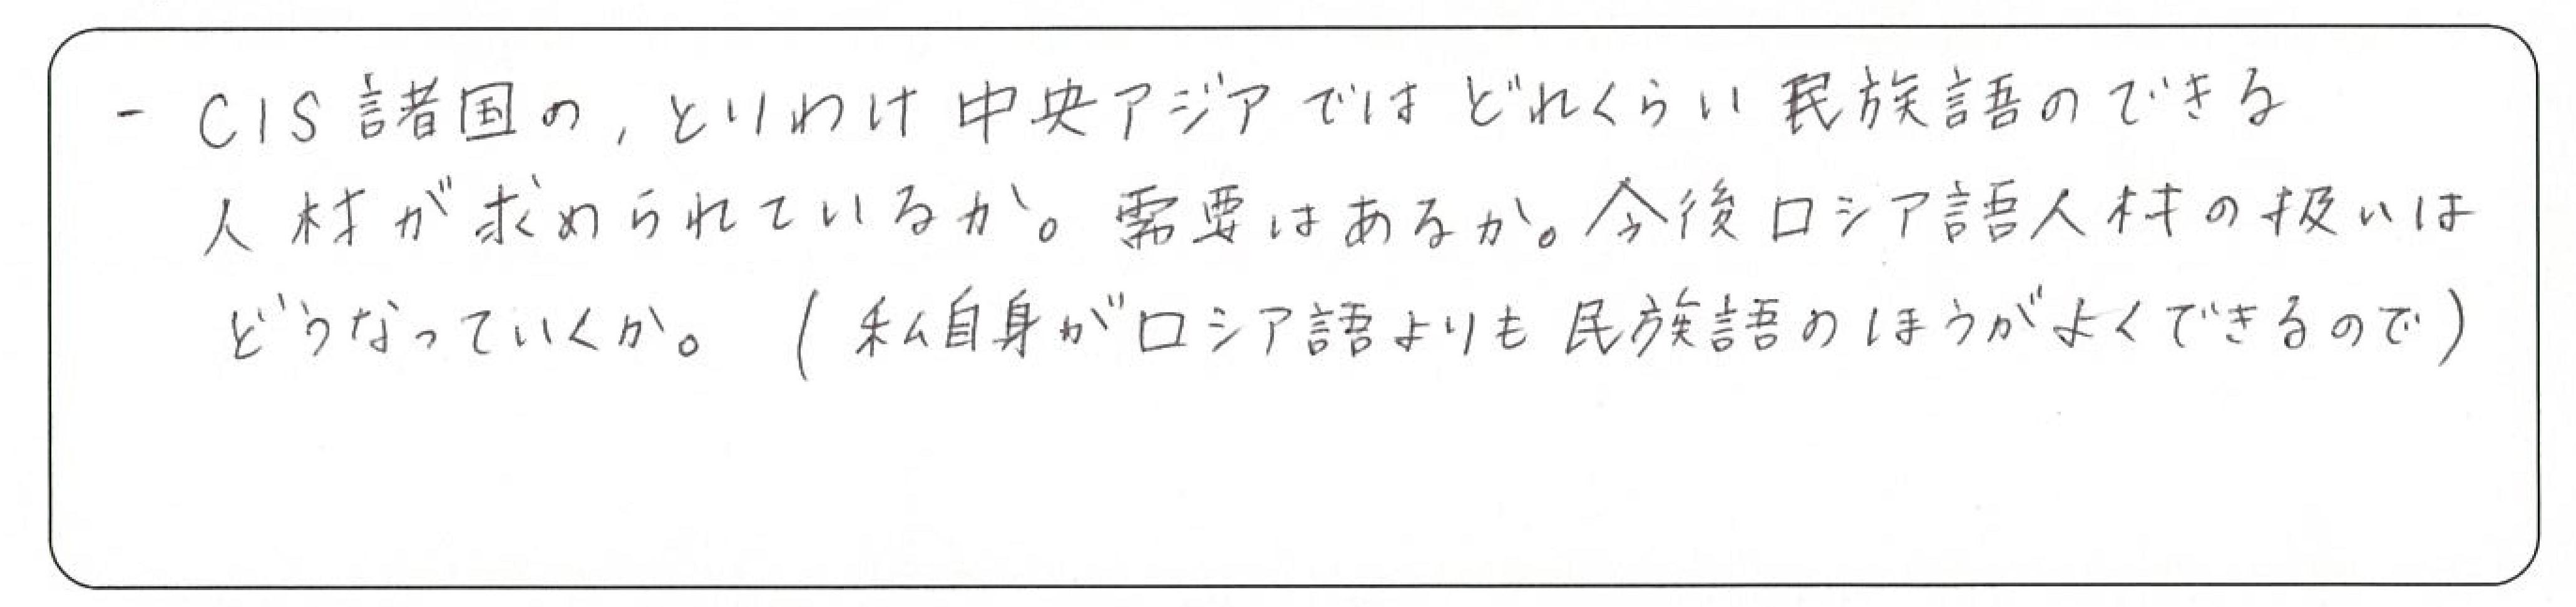 - CIS諸国の, とりわけ中央アジアではどれくらい民族語のできる
人材が求められているか。需要はあるか。今後ロシア語人材の扱いは
どうなっていくか。 (私自身がロシア語よりも民族語のほうがよくできるので)